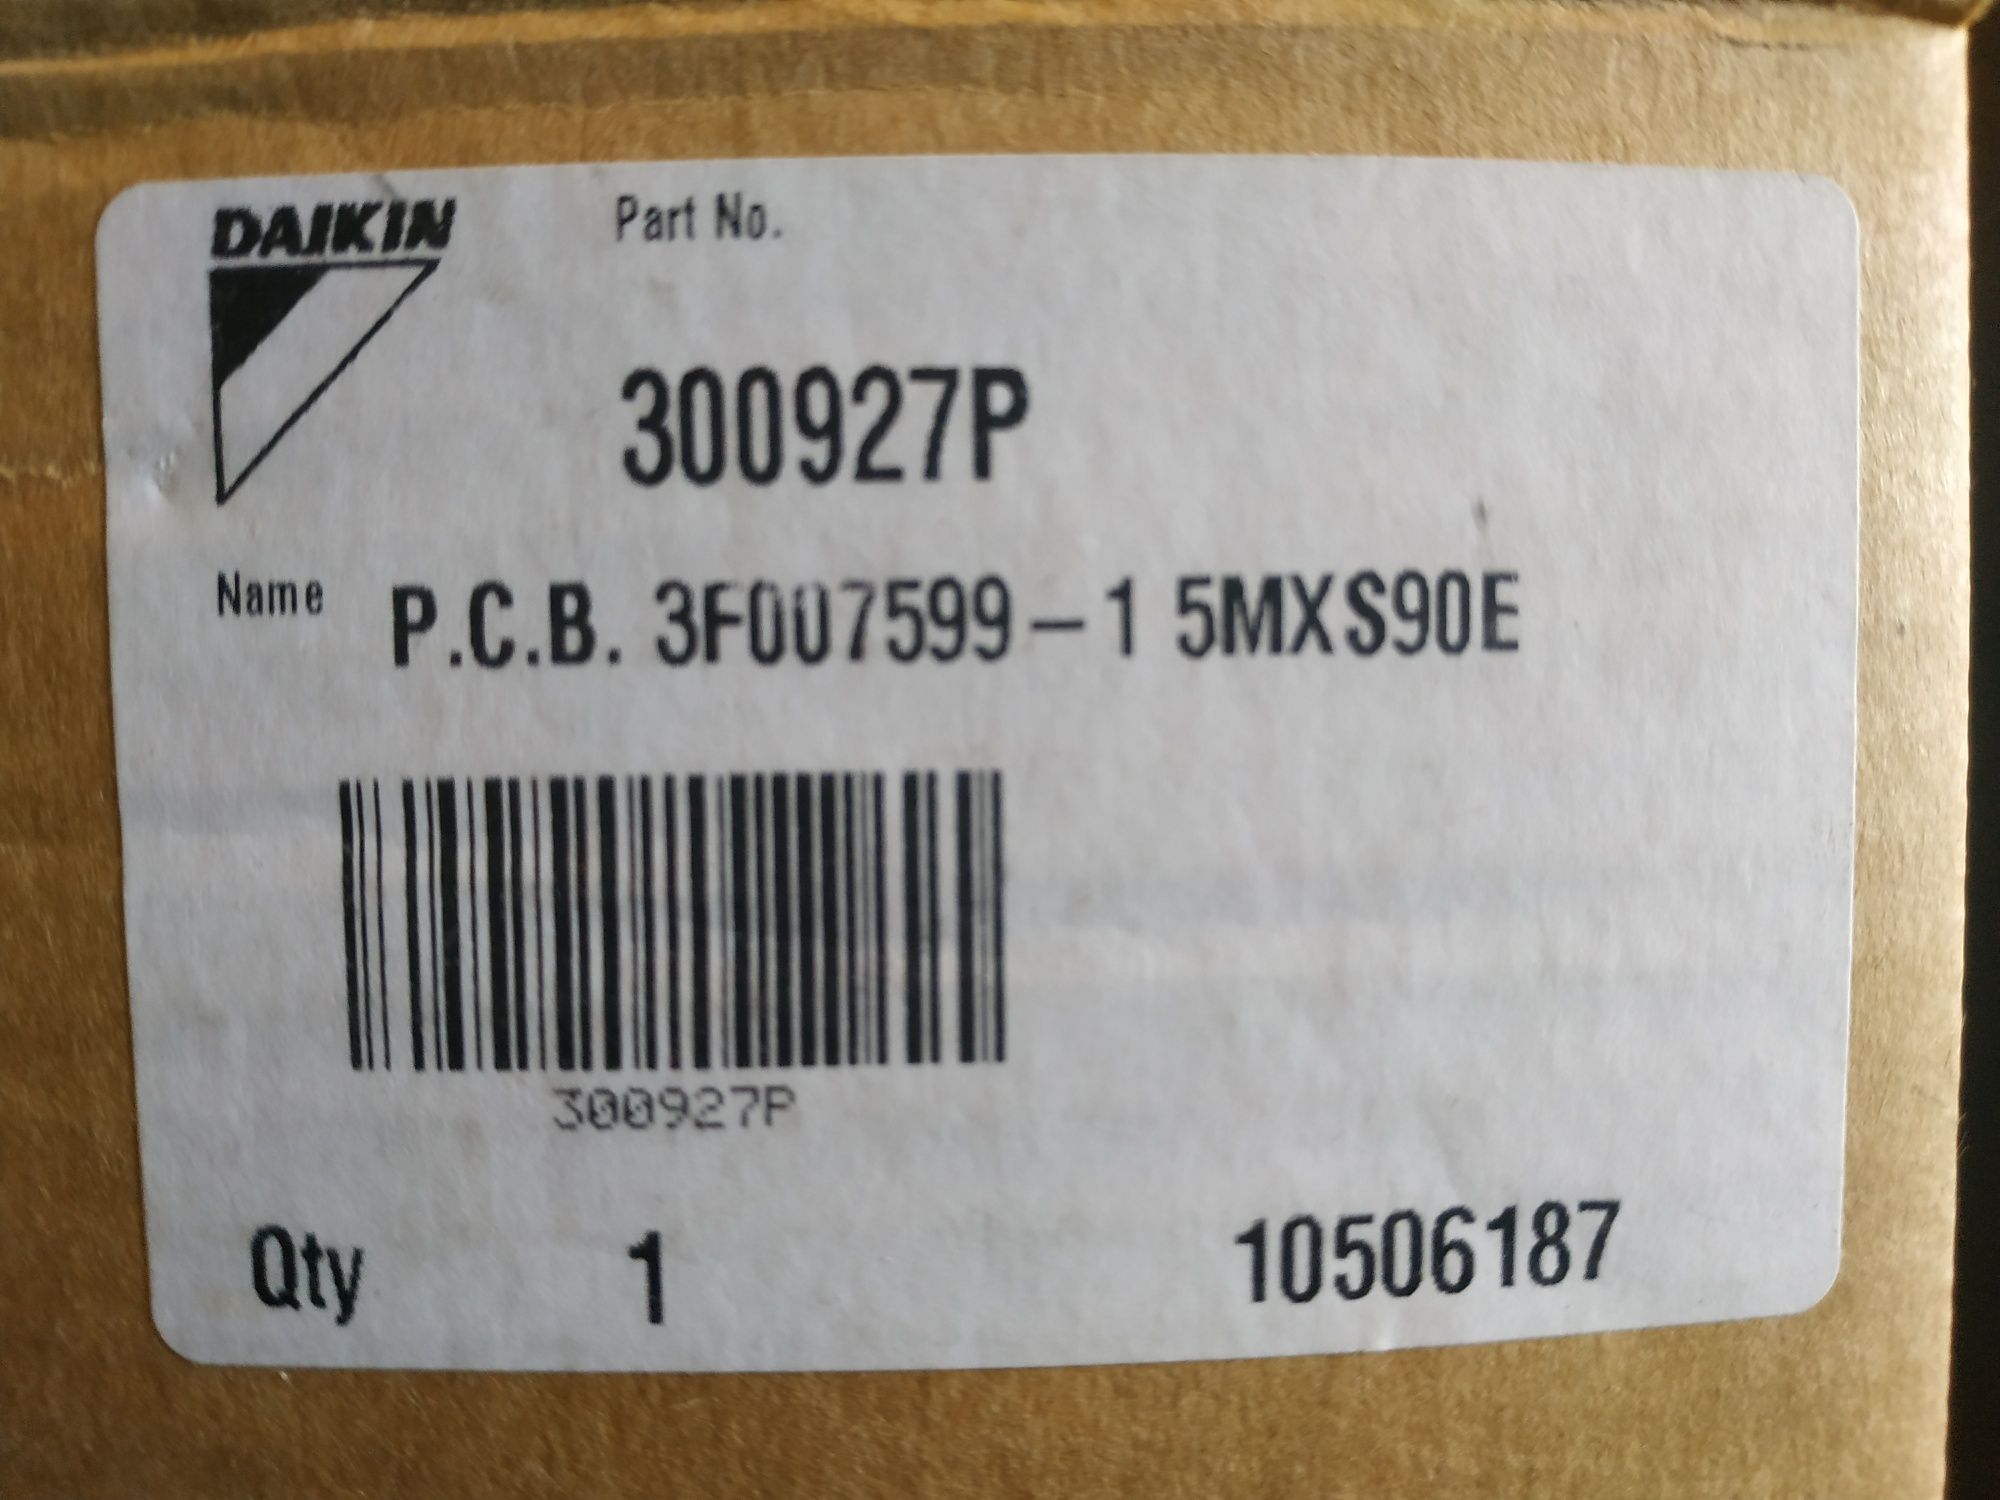 DAIKIN
Part No.
300927P
Name P.C.B. 3F007599-1 5MXS90E
300927P
Qty 1 10506187